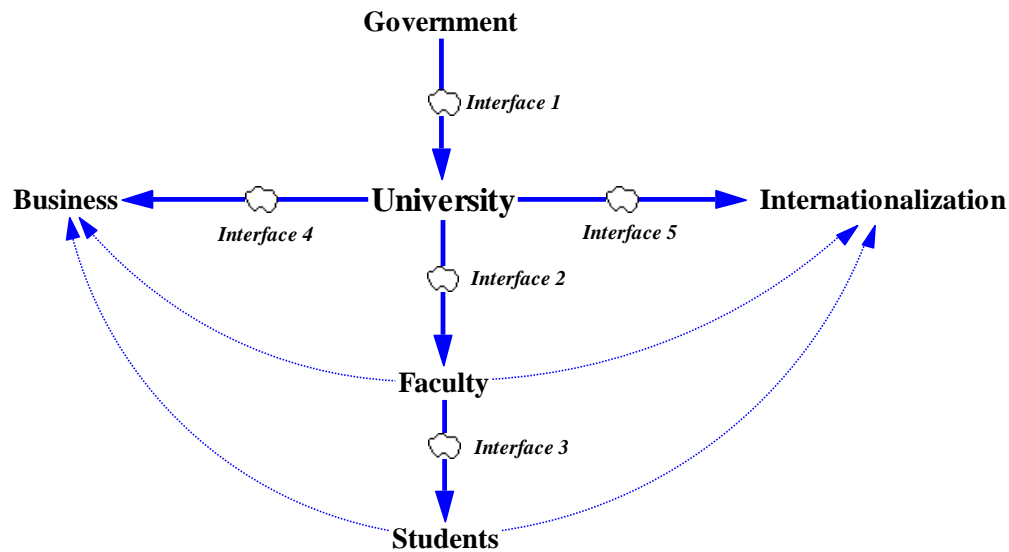 Government
Interface 1
Business
University
Internationalization
Interface 4
Interface 5
Interface 2
Faculty
Interface 3
Students